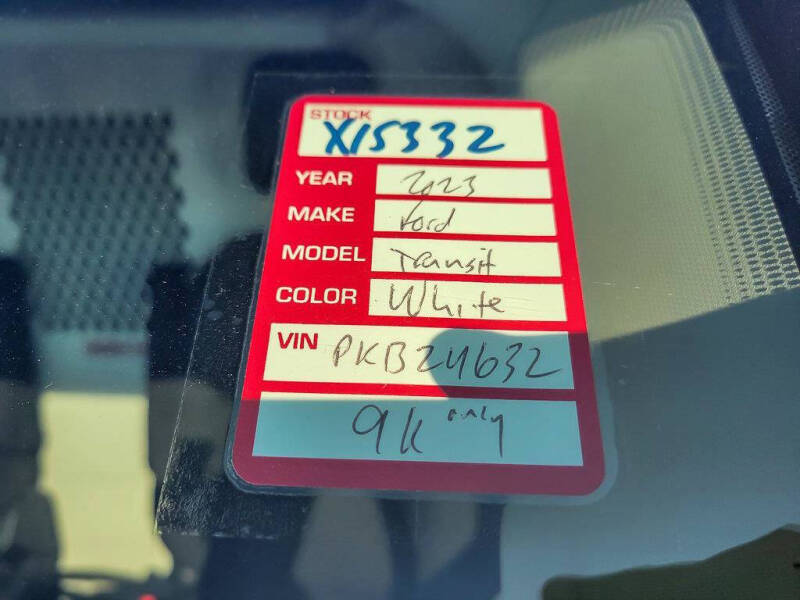 STOCK
X15332
YEAR 2023
MAKE Ford
MODEL Transit
COLOR White
VIN PKB24632
9k only